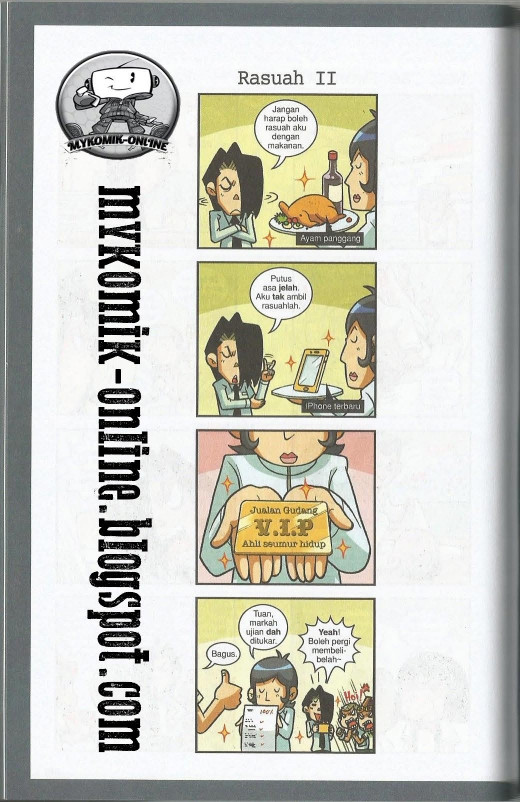 MYKOMIK-ONLINE
mykomik-online.blogspot.com
Rasuah II
Jangan
harap boleh
rasuah aku
dengan
makanan.
Ayam panggang
Putus
asa jelah.
Aku tak ambil
rasuahlah.
iPhone terbaru
Jualan Gudang
V.I.P
Ahli seumur hidup
Bagus.
Tuan,
markah
ujian dah
ditukar.
Yeah!
Boleh pergi
membeli-
belah~
Hoi!